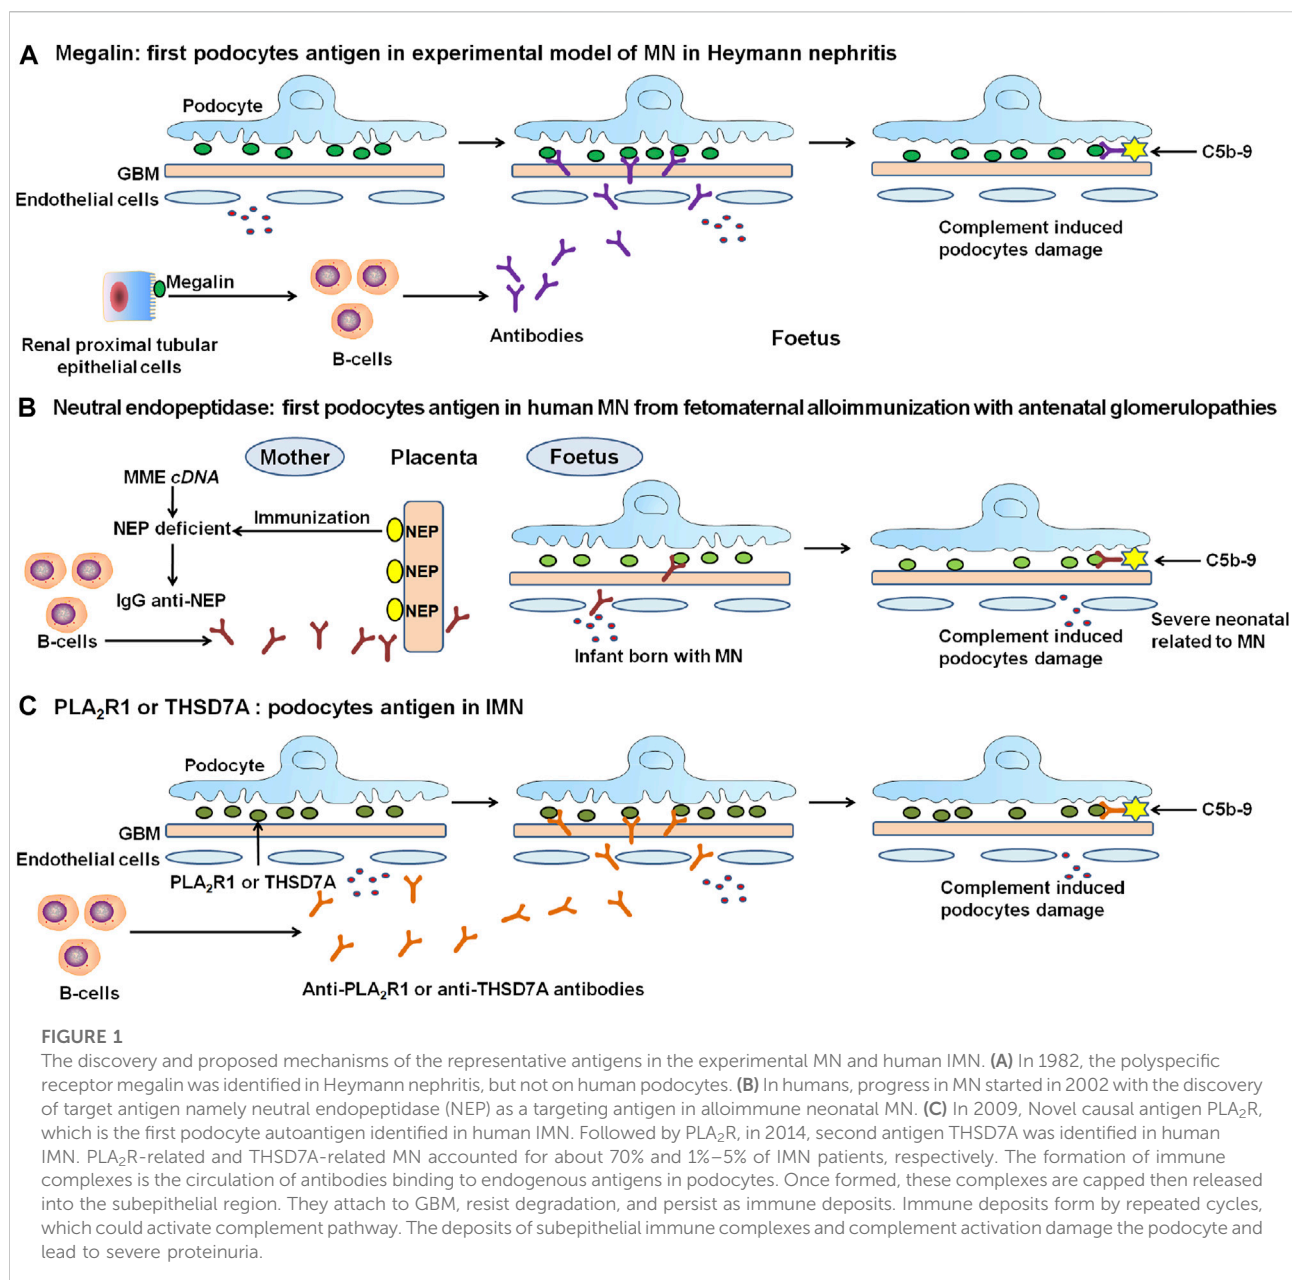 A Megalin: first podocytes antigen in experimental model of MN in Heymann nephritis
Podocyte
GBM
Endothelial cells
C5b-9
Complement induced
podocytes damage
Megalin
Renal proximal tubular
epithelial cells
B-cells
Antibodies
Foetus
B Neutral endopeptidase: first podocytes antigen in human MN from fetomaternal alloimmunization with antenatal glomerulopathies
Mother
Placenta
Foetus
MME cDNA
NEP deficient
Immunization
NEP
NEP
NEP
IgG anti-NEP
B-cells
Infant born with MN
C5b-9
Complement induced
podocytes damage
Severe neonatal
related to MN
C PLA₂R1 or THSD7A : podocytes antigen in IMN
Podocyte
GBM
Endothelial cells
PLA₂R1 or THSD7A
B-cells
Anti-PLA₂R1 or anti-THSD7A antibodies
C5b-9
Complement induced
podocytes damage
FIGURE 1
The discovery and proposed mechanisms of the representative antigens in the experimental MN and human IMN. (A) In 1982, the polyspecific
receptor megalin was identified in Heymann nephritis, but not on human podocytes. (B) In humans, progress in MN started in 2002 with the discovery
of target antigen namely neutral endopeptidase (NEP) as a targeting antigen in alloimmune neonatal MN. (C) In 2009, Novel causal antigen PLA₂R,
which is the first podocyte autoantigen identified in human IMN. Followed by PLA₂R, in 2014, second antigen THSD7A was identified in human
IMN. PLA₂R-related and THSD7A-related MN accounted for about 70% and 1%–5% of IMN patients, respectively. The formation of immune
complexes is the circulation of antibodies binding to endogenous antigens in podocytes. Once formed, these complexes are capped then released
into the subepithelial region. They attach to GBM, resist degradation, and persist as immune deposits. Immune deposits form by repeated cycles,
which could activate complement pathway. The deposits of subepithelial immune complexes and complement activation damage the podocyte and
lead to severe proteinuria.